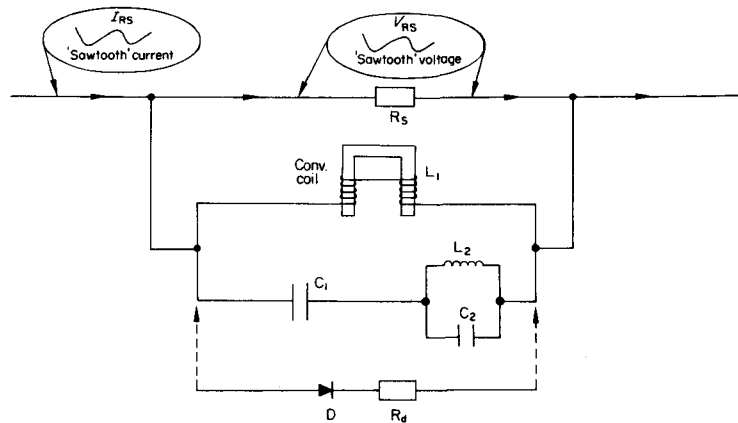 I_RS
'Sawtooth' current
V_RS
'Sawtooth' voltage
R_S
Conv.
coil
L_1
L_2
C_1
C_2
D
R_d